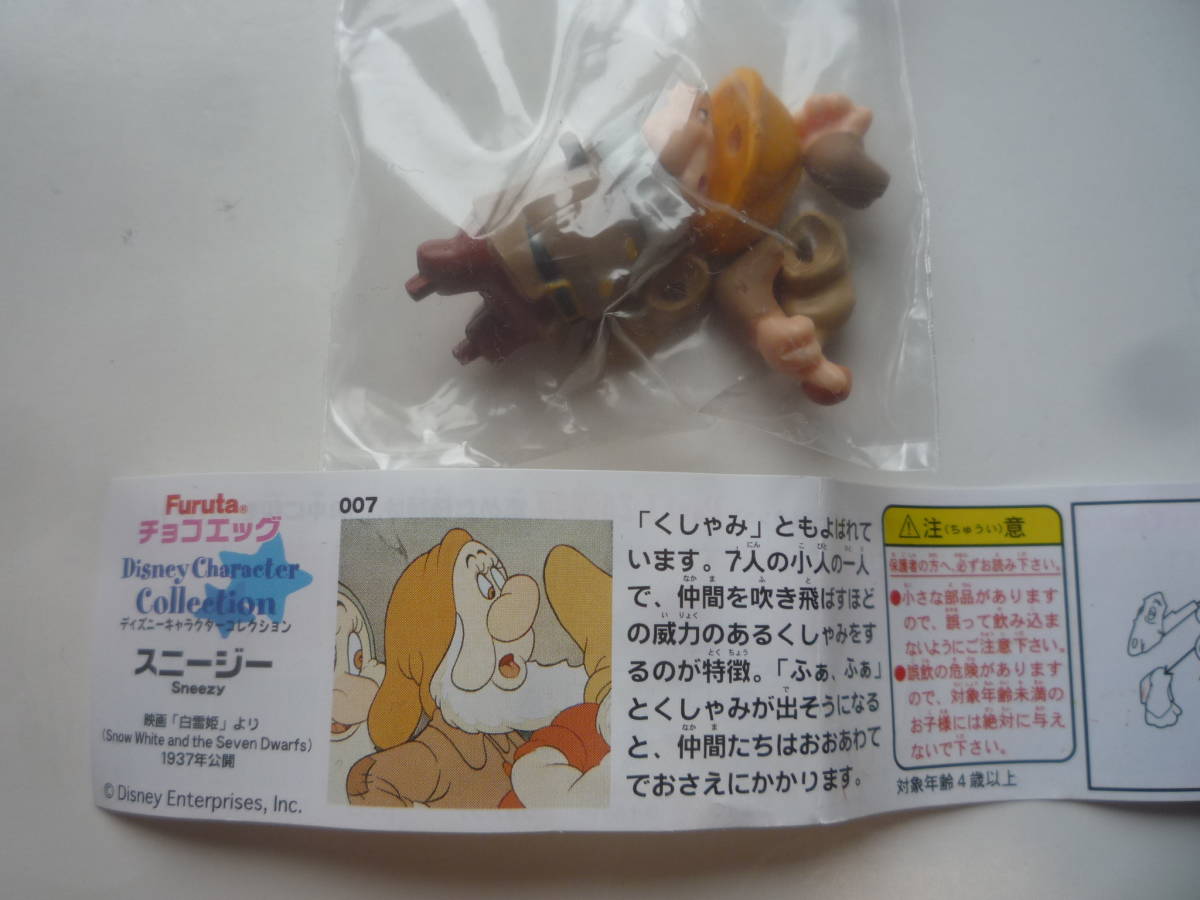 Furuta®
チョコエッグ
Disney Character
Collection
ディズニーキャラクターコレクション
スニージー
Sneezy
映画「白雪姫」より
(Snow White and the Seven Dwarfs)
1937年公開
© Disney Enterprises, Inc.
007
「くしゃみ」ともよばれて
います。7人の小人の一人
で、仲間を吹き飛ばすほど
の威力のあるくしゃみをす
るのが特徴。「ふぁ、ふぁ」
とくしゃみが出そうになる
と、仲間たちはおおあわて
でおさえにかかります。
注(ちゅうい)意
保護者の方へ、必ずお読み下さい。
●小さな部品があります
ので、誤って飲み込ま
ないようにご注意下さい。
●誤飲の危険があります
ので、対象年齢未満の
お子様には絶対に与え
ないで下さい。
対象年齢4歳以上